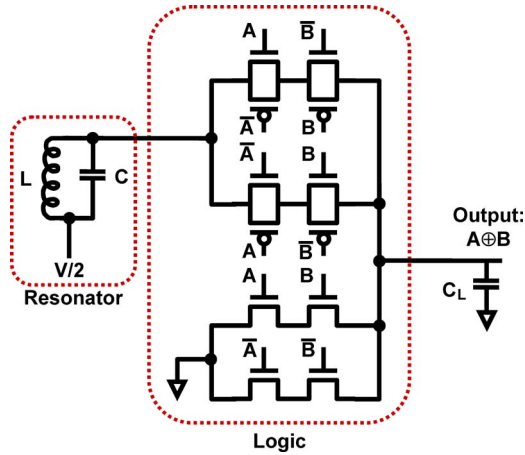 A B̅
A̅ B
A̅ B
L C
Output:
A⊕B
V/2
A B̅
Resonator
A B
C_L
A̅ B̅
Logic